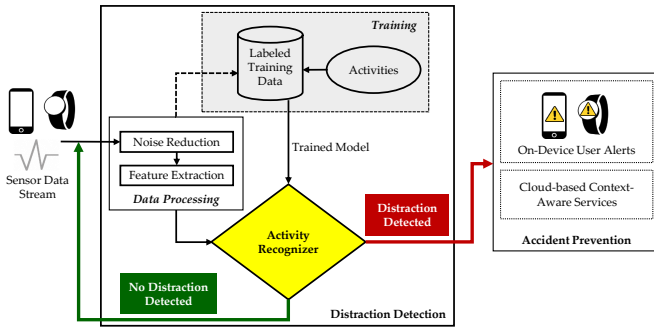 Training
Labeled
Training
Data
Activities
Noise Reduction
Feature Extraction
Data Processing
Trained Model
Sensor Data
Stream
Activity
Recognizer
Distraction
Detected
No Distraction
Detected
Distraction Detection
On-Device User Alerts
Cloud-based Context-
Aware Services
Accident Prevention